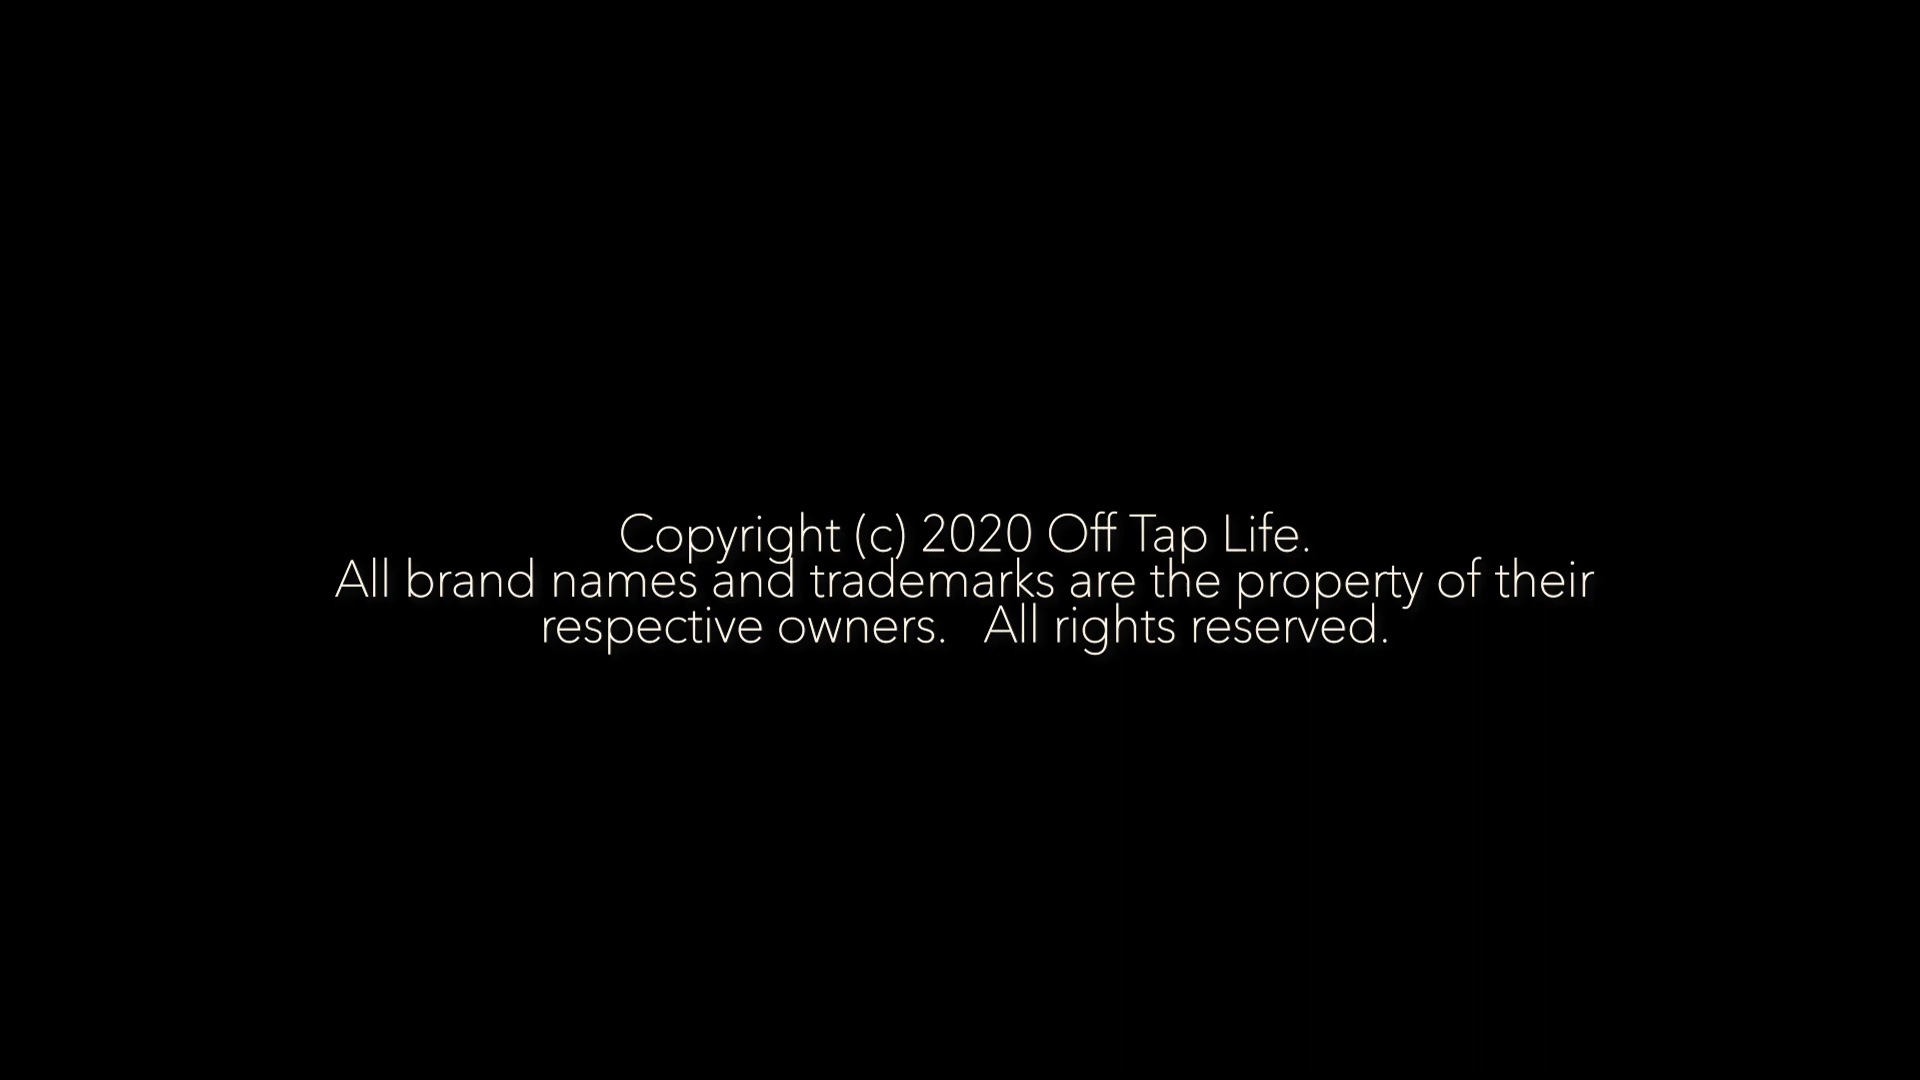 Copyright (c) 2020 Off Tap Life.
All brand names and trademarks are the property of their
respective owners.   All rights reserved.